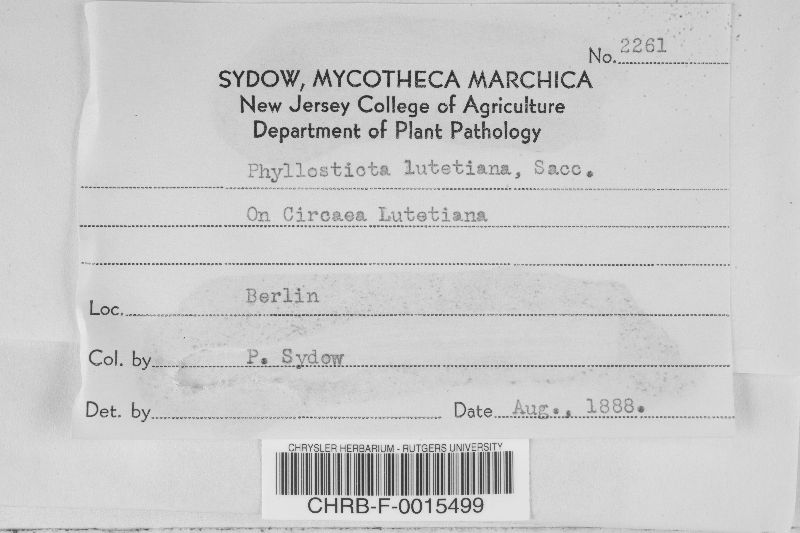 No. 2261
SYDOW, MYCOTHECA MARCHICA
New Jersey College of Agriculture
Department of Plant Pathology
Phyllosticta lutetiana, Sacc.
On Circaea Lutetiana
Loc. Berlin
Col. by P. Sydow
Det. by Date Aug., 1888.
CHRYSLER HERBARIUM - RUTGERS UNIVERSITY
CHRB-F-0015499